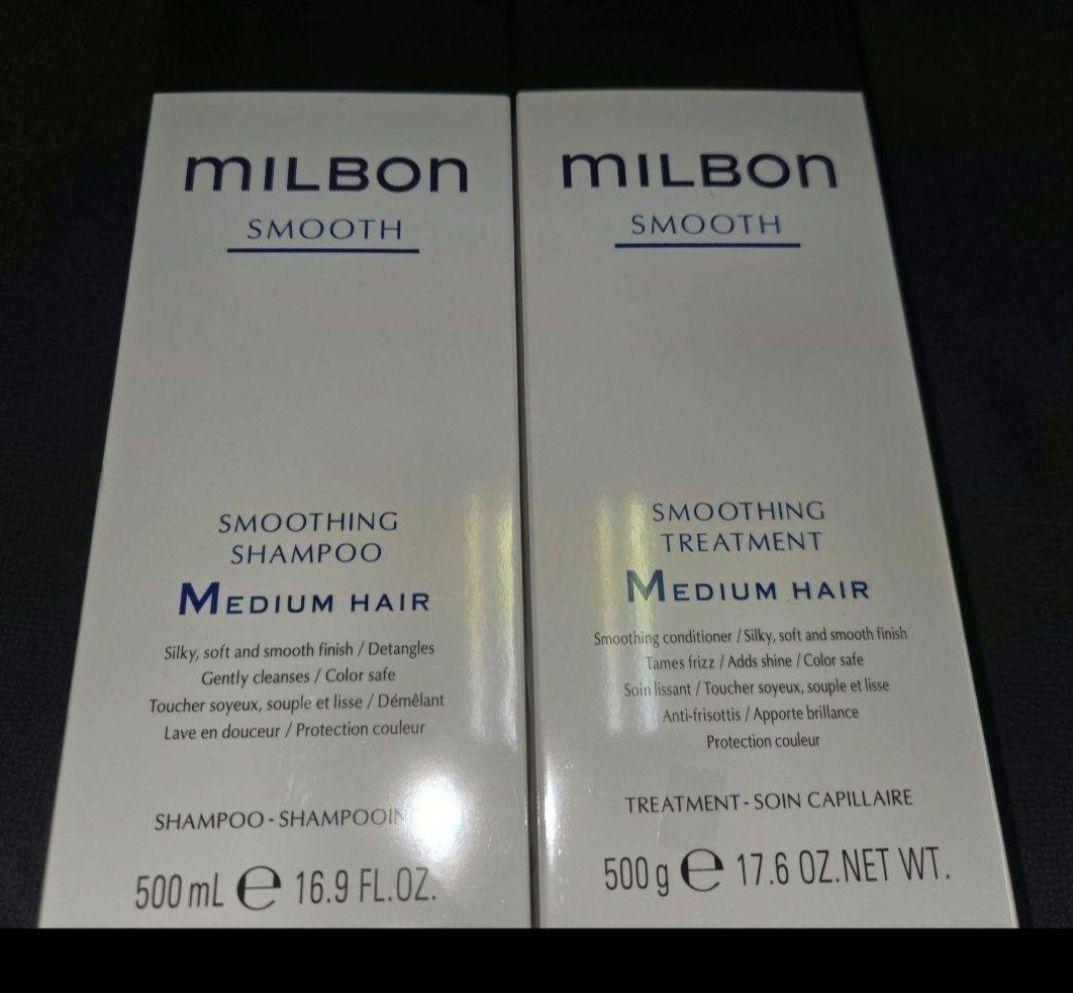 mILBON
SMOOTH
SMOOTHING
SHAMPOO
MEDIUM HAIR
Silky, soft and smooth finish / Detangles
Gently cleanses / Color safe
Toucher soyeux, souple et lisse / Démêlant
Lave en douceur / Protection couleur
SHAMPOO -
500 mL e 16.9 FL.OZ.
mILBON
SMOOTH
SMOOTHING
TREATMENT
MEDIUM HAIR
Smoothing conditioner / Silky, soft and smooth finish
Tames frizz / Adds shine / Color safe
Soin lissant / Toucher soyeux, souple et lisse
Anti-frisottis / Apporte brillance
Protection couleur
TREATMENT - SOIN CAPILLAIRE
500 g e 17.6 OZ.NET WT.